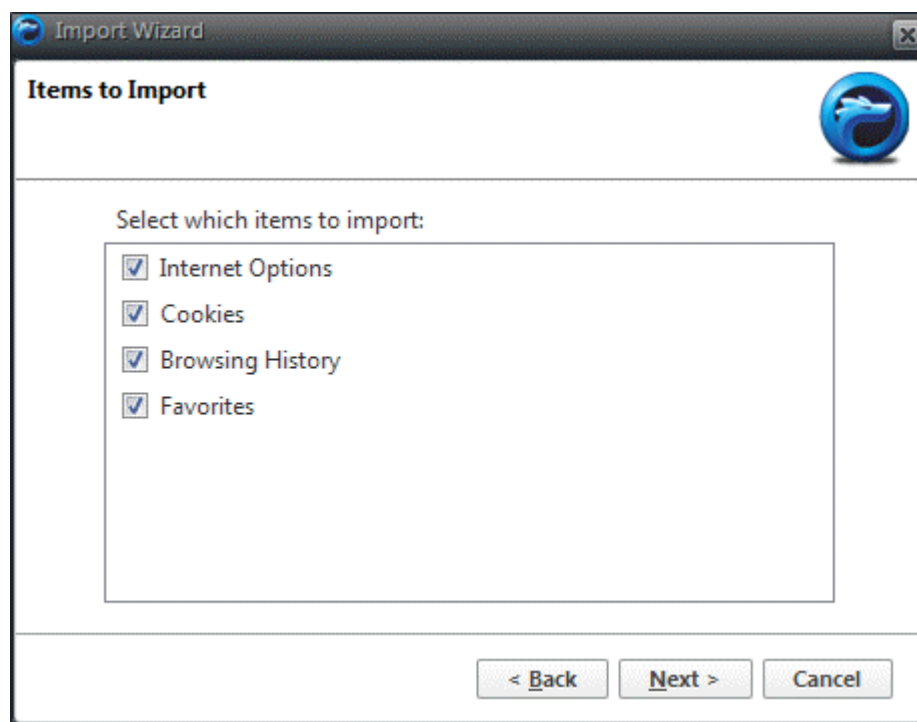 Import Wizard
Items to Import
Select which items to import:
Internet Options
Cookies
Browsing History
Favorites
< Back Next > Cancel